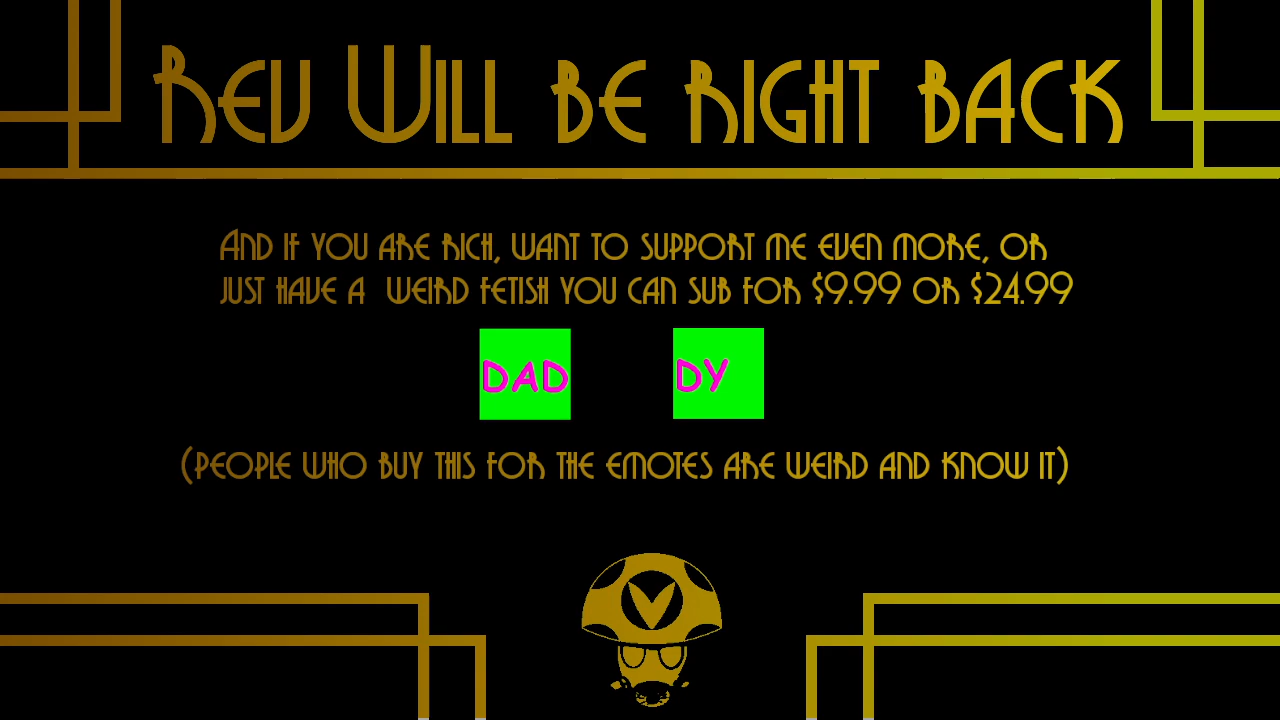 Rev Will be right back
And if you are rich, want to support me even more, or
just have a weird fetish you can sub for $9.99 or $24.99
DAD DY
(people who buy this for the emotes are weird and know it)